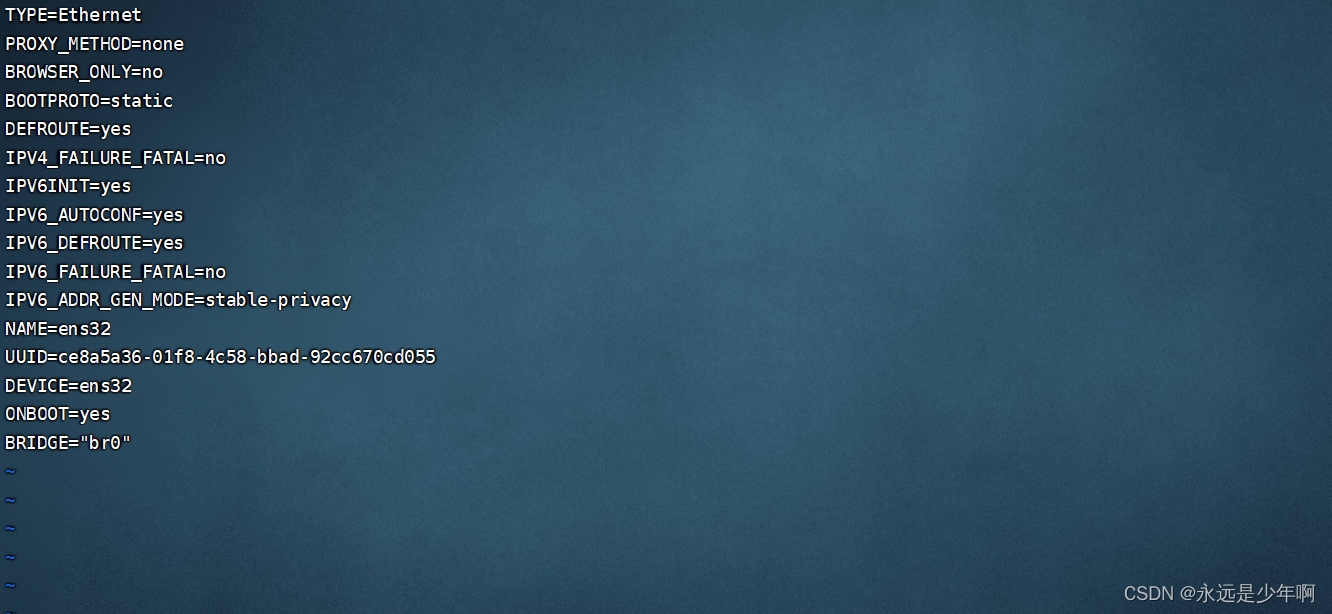 TYPE=Ethernet
PROXY_METHOD=none
BROWSER_ONLY=no
BOOTPROTO=static
DEFROUTE=yes
IPV4_FAILURE_FATAL=no
IPV6INIT=yes
IPV6_AUTOCONF=yes
IPV6_DEFROUTE=yes
IPV6_FAILURE_FATAL=no
IPV6_ADDR_GEN_MODE=stable-privacy
NAME=ens32
UUID=ce8a5a36-01f8-4c58-bbad-92cc670cd055
DEVICE=ens32
ONBOOT=yes
BRIDGE="br0"
~
~
~
~
~
~
CSDN @永远是少年啊